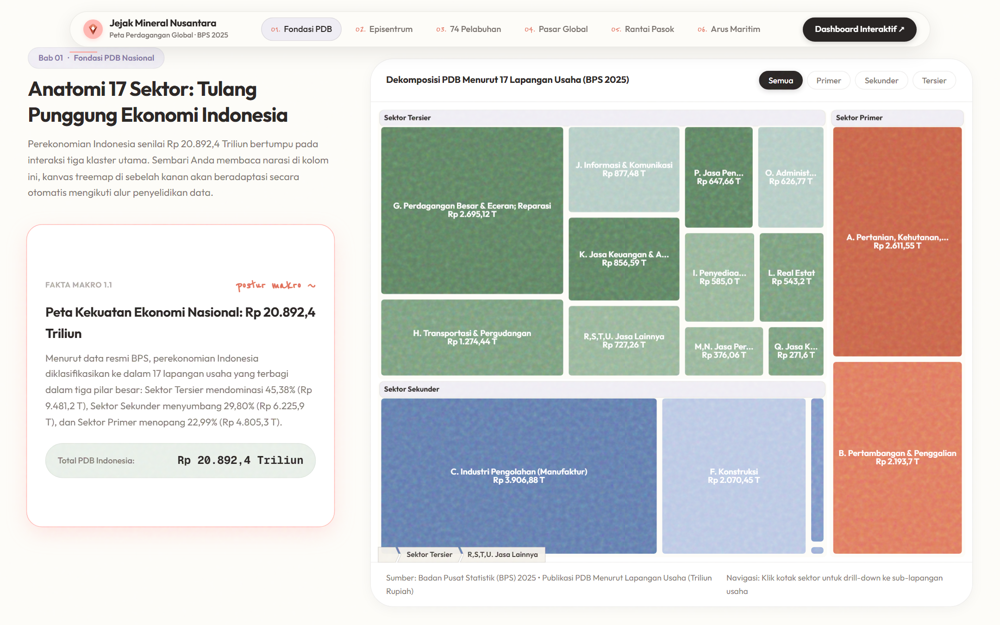 Jejak Mineral Nusantara
Peta Perdagangan Global · BPS 2025
01. Fondasi PDB
02. Episentrum
03. 74 Pelabuhan
04. Pasar Global
05. Rantai Pasok
06. Arus Maritim
Dashboard Interaktif ↗
Bab 01 · Fondasi PDB Nasional
Anatomi 17 Sektor: Tulang
Punggung Ekonomi Indonesia
Perekonomian Indonesia senilai Rp 20.892,4 Triliun bertumpu pada
interaksi tiga klaster utama. Sembari Anda membaca narasi di kolom
ini, kanvas treemap di sebelah kanan akan beradaptasi secara
otomatis mengikuti alur penyelidikan data.
FAKTA MAKRO 1.1
postur makro ~
Peta Kekuatan Ekonomi Nasional: Rp 20.892,4
Triliun
Menurut data resmi BPS, perekonomian Indonesia
diklasifikasikan ke dalam 17 lapangan usaha yang terbagi
dalam tiga pilar besar: Sektor Tersier mendominasi 45,38% (Rp
9.481,2 T), Sektor Sekunder menyumbang 29,80% (Rp 6.225,9
T), dan Sektor Primer menopang 22,99% (Rp 4.805,3 T).
Total PDB Indonesia:
Rp 20.892,4 Triliun
Dekomposisi PDB Menurut 17 Lapangan Usaha (BPS 2025)
Semua
Primer
Sekunder
Tersier
Sektor Tersier
G. Perdagangan Besar & Eceran; Reparasi
Rp 2.695,12 T
H. Transportasi & Pergudangan
Rp 1.274,44 T
J. Informasi & Komunikasi
Rp 877,48 T
K. Jasa Keuangan & A...
Rp 856,59 T
R,S,T,U. Jasa Lainnya
Rp 727,26 T
P. Jasa Pen...
Rp 647,66 T
O. Administ...
Rp 626,77 T
I. Penyediaa...
Rp 585,0 T
L. Real Estat
Rp 543,2 T
M,N. Jasa Per...
Rp 376,06 T
Q. Jasa K...
Rp 271,6 T
Sektor Primer
A. Pertanian, Kehutanan,...
Rp 2.611,55 T
B. Pertambangan & Penggalian
Rp 2.193,7 T
Sektor Sekunder
C. Industri Pengolahan (Manufaktur)
Rp 3.906,88 T
F. Konstruksi
Rp 2.070,45 T
Sektor Tersier
R,S,T,U. Jasa Lainnya
Sumber: Badan Pusat Statistik (BPS) 2025 • Publikasi PDB Menurut Lapangan Usaha (Triliun
Rupiah)
Navigasi: Klik kotak sektor untuk drill-down ke sub-lapangan
usaha